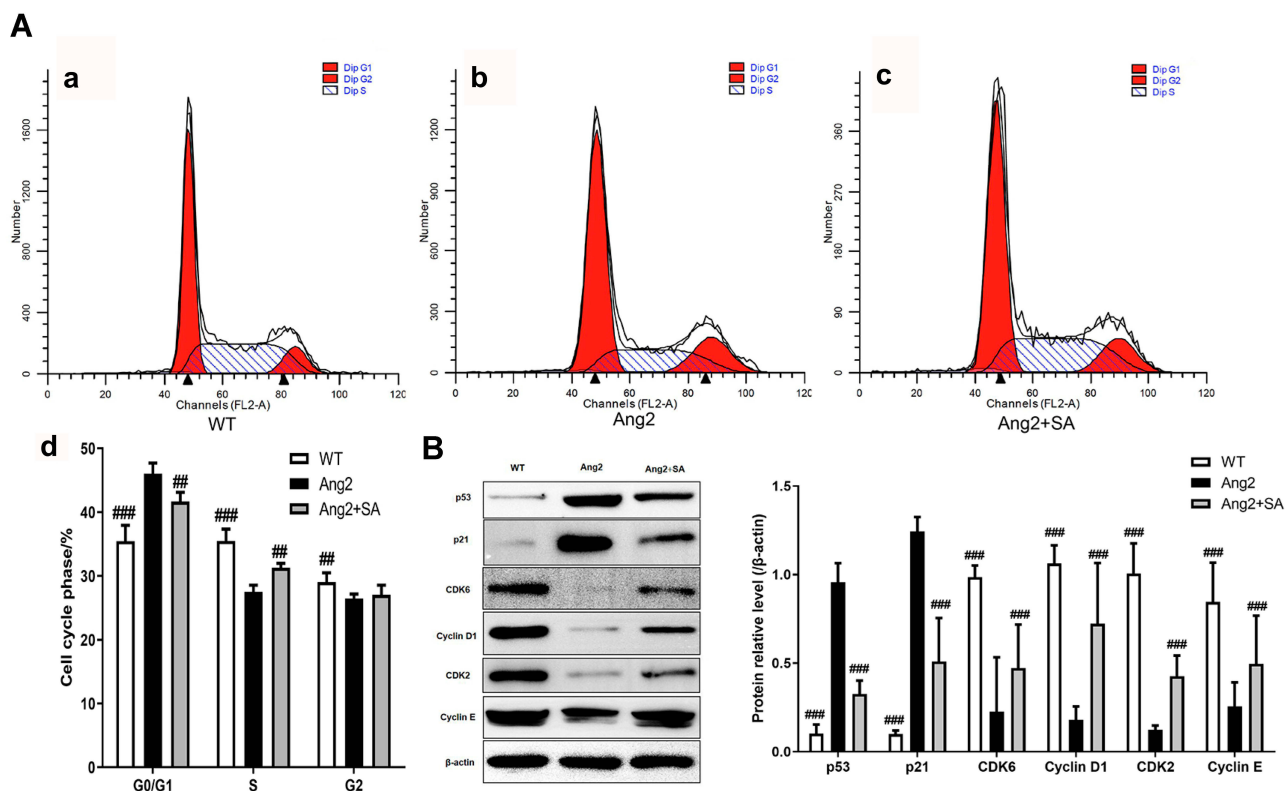 A
a
Dip G1
Dip G2
Dip S
Number
1600
1200
800
400
0
0 20 40 60 80 100 120
Channels (FL2-A)
WT
b
Dip G1
Dip G2
Dip S
Number
1200
900
600
300
0
0 20 40 60 80 100 120
Channels (FL2-A)
Ang2
c
Dip G1
Dip G2
Dip S
Number
360
270
180
90
0
0 20 40 60 80 100 120
Channels (FL2-A)
Ang2+SA
d
Cell cycle phase/%
50
40
30
20
10
0
WT
Ang2
Ang2+SA
### ##
### ##
##
G0/G1 S G2
B
WT Ang2 Ang2+SA
p53
p21
CDK6
Cyclin D1
CDK2
Cyclin E
β-actin
WT
Ang2
Ang2+SA
Protein relative level (/β-actin)
1.5
1.0
0.5
0.0
### ###
### ###
### ###
### ###
### ###
### ###
p53 p21 CDK6 Cyclin D1 CDK2 Cyclin E